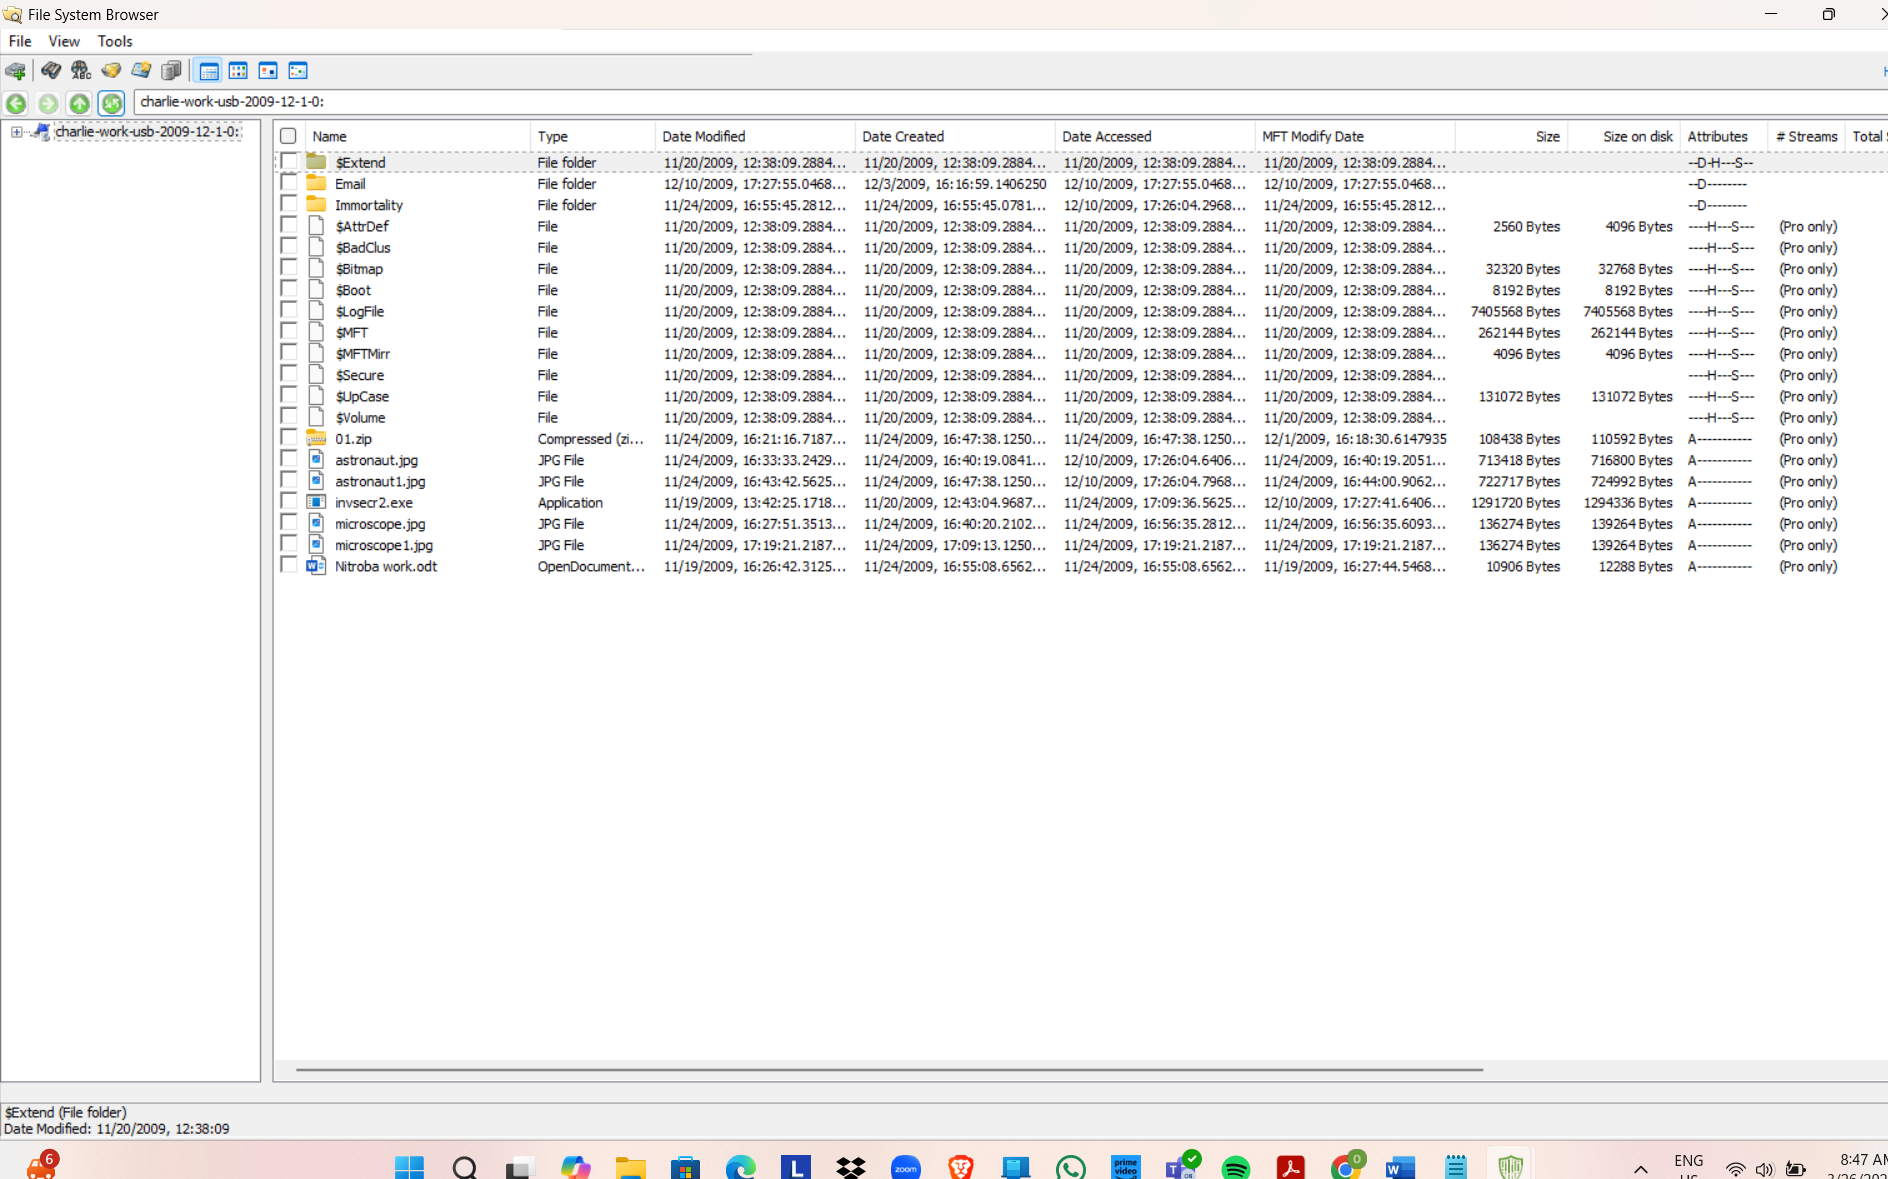 File System Browser
File View Tools
charlie-work-usb-2009-12-1-0:
charlie-work-usb-2009-12-1-0:
Name Type Date Modified Date Created Date Accessed MFT Modify Date Size Size on disk Attributes # Streams Total
$Extend File folder 11/20/2009, 12:38:09.2884... 11/20/2009, 12:38:09.2884... 11/20/2009, 12:38:09.2884... 11/20/2009, 12:38:09.2884... --D-H---S--
Email File folder 12/10/2009, 17:27:55.0468... 12/3/2009, 16:16:59.1406250 12/10/2009, 17:27:55.0468... 12/10/2009, 17:27:55.0468... --D--------
Immortality File folder 11/24/2009, 16:55:45.2812... 11/24/2009, 16:55:45.0781... 12/10/2009, 17:26:04.2968... 11/24/2009, 16:55:45.2812... --D--------
$AttrDef File 11/20/2009, 12:38:09.2884... 11/20/2009, 12:38:09.2884... 11/20/2009, 12:38:09.2884... 11/20/2009, 12:38:09.2884... 2560 Bytes 4096 Bytes ----H---S--- (Pro only)
$BadClus File 11/20/2009, 12:38:09.2884... 11/20/2009, 12:38:09.2884... 11/20/2009, 12:38:09.2884... 11/20/2009, 12:38:09.2884... ----H---S--- (Pro only)
$Bitmap File 11/20/2009, 12:38:09.2884... 11/20/2009, 12:38:09.2884... 11/20/2009, 12:38:09.2884... 11/20/2009, 12:38:09.2884... 32320 Bytes 32768 Bytes ----H---S--- (Pro only)
$Boot File 11/20/2009, 12:38:09.2884... 11/20/2009, 12:38:09.2884... 11/20/2009, 12:38:09.2884... 11/20/2009, 12:38:09.2884... 8192 Bytes 8192 Bytes ----H---S--- (Pro only)
$LogFile File 11/20/2009, 12:38:09.2884... 11/20/2009, 12:38:09.2884... 11/20/2009, 12:38:09.2884... 11/20/2009, 12:38:09.2884... 7405568 Bytes 7405568 Bytes ----H---S--- (Pro only)
$MFT File 11/20/2009, 12:38:09.2884... 11/20/2009, 12:38:09.2884... 11/20/2009, 12:38:09.2884... 11/20/2009, 12:38:09.2884... 262144 Bytes 262144 Bytes ----H---S--- (Pro only)
$MFTMirr File 11/20/2009, 12:38:09.2884... 11/20/2009, 12:38:09.2884... 11/20/2009, 12:38:09.2884... 11/20/2009, 12:38:09.2884... 4096 Bytes 4096 Bytes ----H---S--- (Pro only)
$Secure File 11/20/2009, 12:38:09.2884... 11/20/2009, 12:38:09.2884... 11/20/2009, 12:38:09.2884... 11/20/2009, 12:38:09.2884... ----H---S--- (Pro only)
$UpCase File 11/20/2009, 12:38:09.2884... 11/20/2009, 12:38:09.2884... 11/20/2009, 12:38:09.2884... 11/20/2009, 12:38:09.2884... 131072 Bytes 131072 Bytes ----H---S--- (Pro only)
$Volume File 11/20/2009, 12:38:09.2884... 11/20/2009, 12:38:09.2884... 11/20/2009, 12:38:09.2884... 11/20/2009, 12:38:09.2884... ----H---S--- (Pro only)
01.zip Compressed (zi... 11/24/2009, 16:21:16.7187... 11/24/2009, 16:47:38.1250... 11/24/2009, 16:47:38.1250... 12/1/2009, 16:18:30.6147935 108438 Bytes 110592 Bytes A----------- (Pro only)
astronaut.jpg JPG File 11/24/2009, 16:33:33.2429... 11/24/2009, 16:40:19.0841... 12/10/2009, 17:26:04.6406... 11/24/2009, 16:40:19.2051... 713418 Bytes 716800 Bytes A----------- (Pro only)
astronaut1.jpg JPG File 11/24/2009, 16:43:42.5625... 11/24/2009, 16:47:38.1250... 12/10/2009, 17:26:04.7968... 11/24/2009, 16:44:00.9062... 722717 Bytes 724992 Bytes A----------- (Pro only)
invsecr2.exe Application 11/19/2009, 13:42:25.1718... 11/20/2009, 12:43:04.9687... 11/24/2009, 17:09:36.5625... 12/10/2009, 17:27:41.6406... 1291720 Bytes 1294336 Bytes A----------- (Pro only)
microscope.jpg JPG File 11/24/2009, 16:27:51.3513... 11/24/2009, 16:40:20.2102... 11/24/2009, 16:56:35.2812... 11/24/2009, 16:56:35.6093... 136274 Bytes 139264 Bytes A----------- (Pro only)
microscope1.jpg JPG File 11/24/2009, 17:19:21.2187... 11/24/2009, 17:09:13.1250... 11/24/2009, 17:19:21.2187... 11/24/2009, 17:19:21.2187... 136274 Bytes 139264 Bytes A----------- (Pro only)
Nitroba work.odt OpenDocument... 11/19/2009, 16:26:42.3125... 11/24/2009, 16:55:08.6562... 11/24/2009, 16:55:08.6562... 11/19/2009, 16:27:44.5468... 10906 Bytes 12288 Bytes A----------- (Pro only)
$Extend (File folder)
Date Modified: 11/20/2009, 12:38:09
6
L
zoom
prime video
T
0
W
ENG
8:47